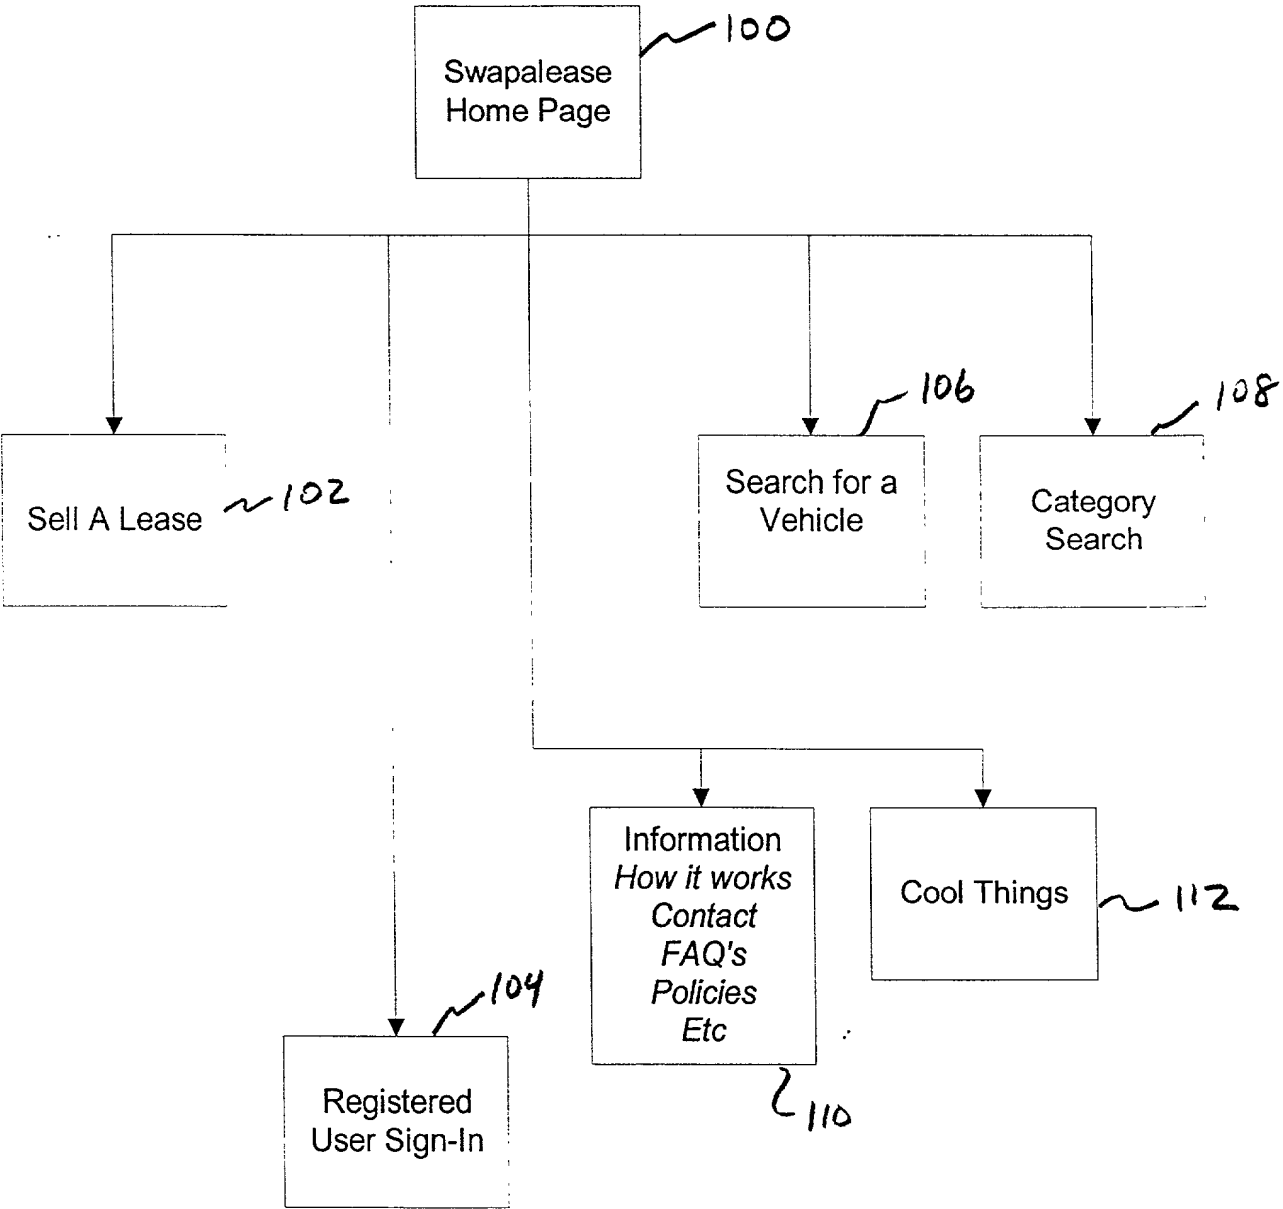 100
Swapalease
Home Page
106
108
Sell A Lease
102
Search for a
Vehicle
Category
Search
Information
How it works
Contact
FAQ's
Policies
Etc
Cool Things
112
104
Registered
User Sign-In
110